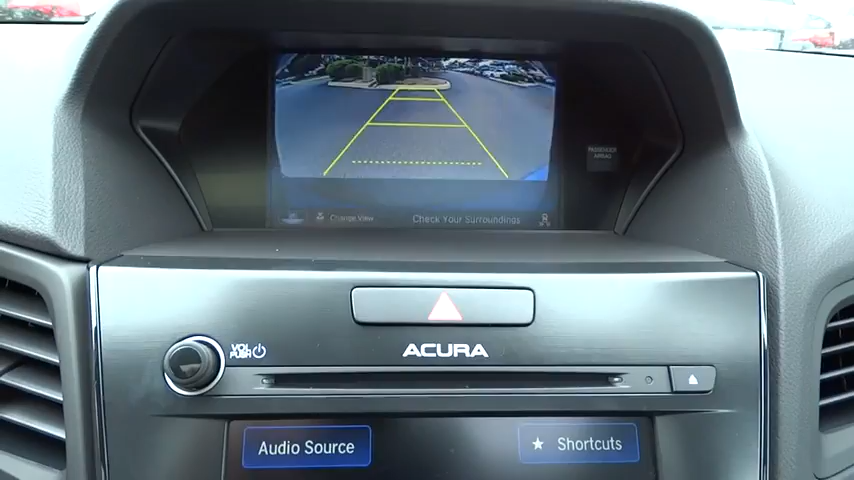 PASSENGER
AIRBAG
Change View
Check Your Surroundings
VOL
PUSH
ACURA
Audio Source
Shortcuts